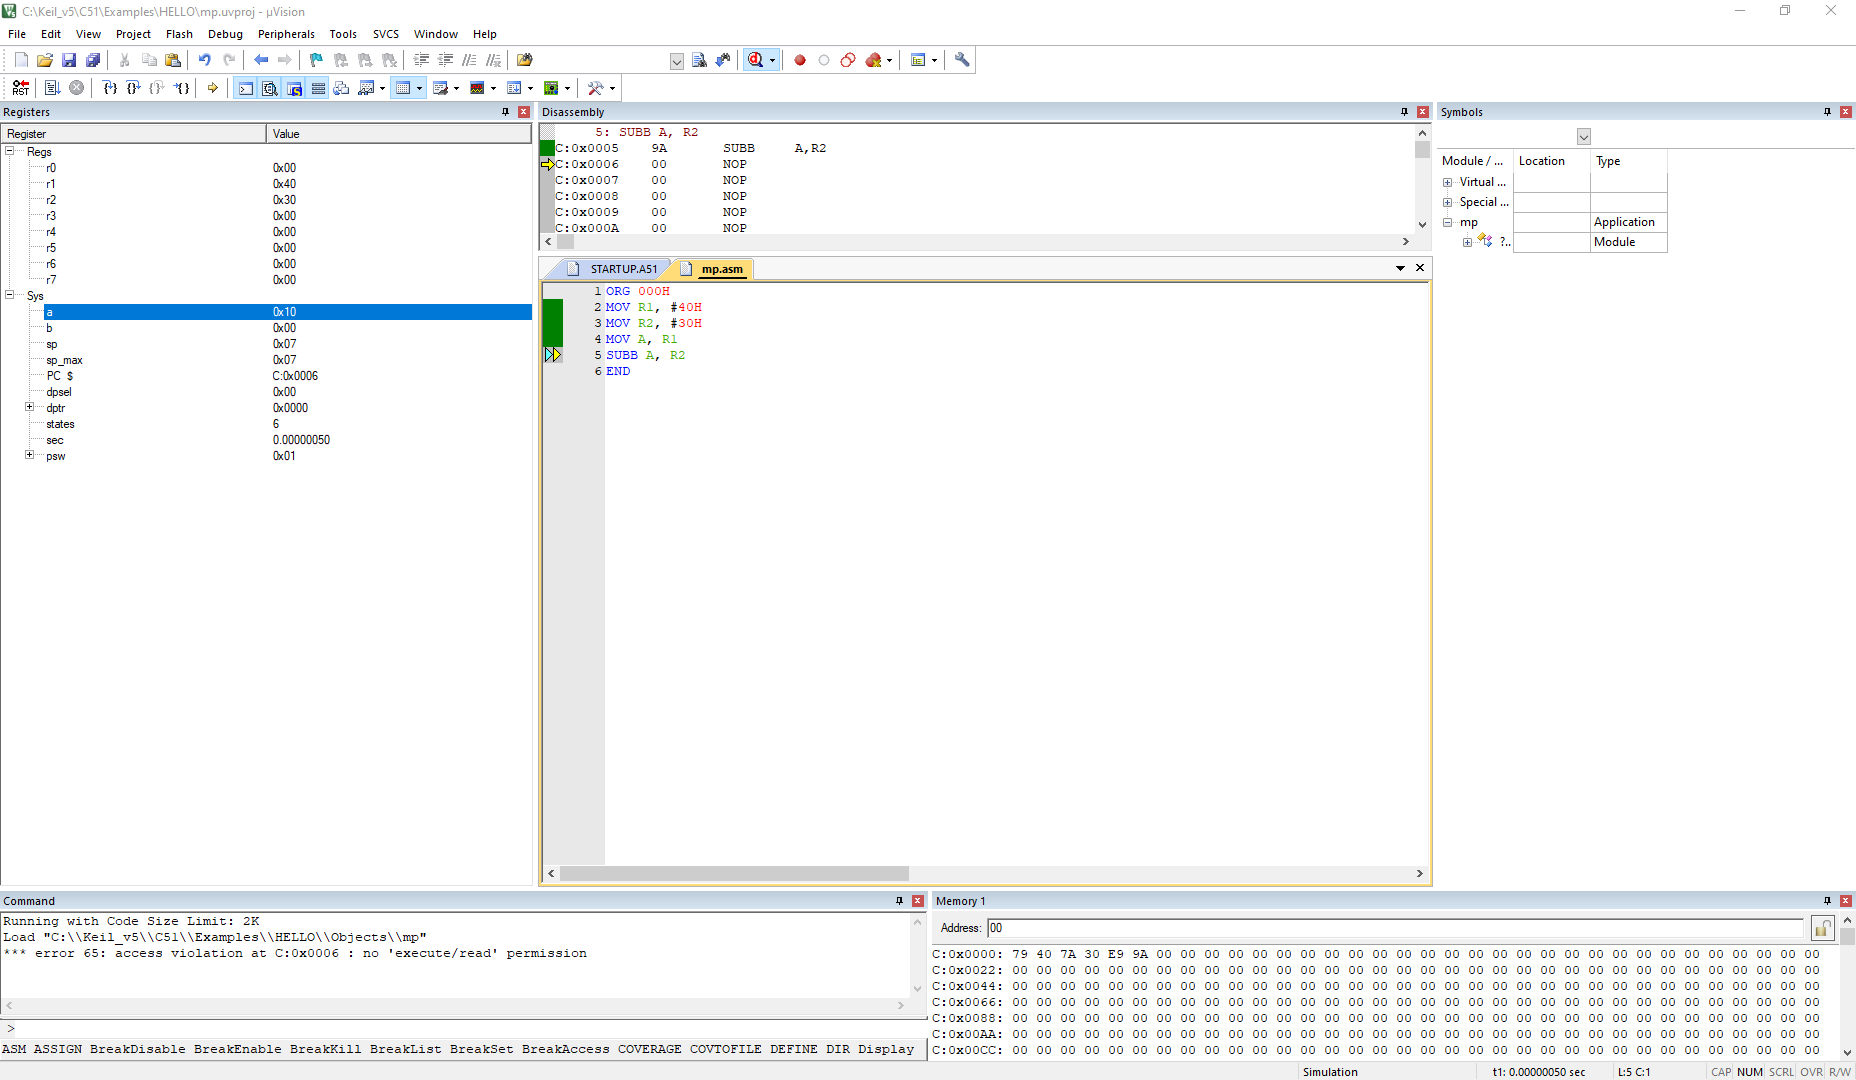 C:\Keil_v5\C51\Examples\HELLO\mp.uvproj - µVision
File Edit View Project Flash Debug Peripherals Tools SVCS Window Help
RST
Registers
Register Value
Regs
r0 0x00
r1 0x40
r2 0x30
r3 0x00
r4 0x00
r5 0x00
r6 0x00
r7 0x00
Sys
a 0x10
b 0x00
sp 0x07
sp_max 0x07
PC $ C:0x0006
dpsel 0x00
dptr 0x0000
states 6
sec 0.00000050
psw 0x01
Disassembly
5: SUBB A, R2
C:0x0005 9A SUBB A,R2
C:0x0006 00 NOP
C:0x0007 00 NOP
C:0x0008 00 NOP
C:0x0009 00 NOP
C:0x000A 00 NOP
STARTUP.A51 mp.asm
1 ORG 000H
2 MOV R1, #40H
3 MOV R2, #30H
4 MOV A, R1
5 SUBB A, R2
6 END
Symbols
Module / ... Location Type
Virtual ...
Special ...
mp Application
?.. Module
Command
Running with Code Size Limit: 2K
Load "C:\\Keil_v5\\C51\\Examples\\HELLO\\Objects\\mp"
*** error 65: access violation at C:0x0006 : no 'execute/read' permission
>
ASM ASSIGN BreakDisable BreakEnable BreakKill BreakList BreakSet BreakAccess COVERAGE COVTOFILE DEFINE DIR Display
Memory 1
Address: 00
C:0x0000: 79 40 7A 30 E9 9A 00 00 00 00 00 00 00 00 00 00 00 00 00 00 00 00 00 00 00 00 00 00 00 00 00 00 00 00
C:0x0022: 00 00 00 00 00 00 00 00 00 00 00 00 00 00 00 00 00 00 00 00 00 00 00 00 00 00 00 00 00 00 00 00 00 00
C:0x0044: 00 00 00 00 00 00 00 00 00 00 00 00 00 00 00 00 00 00 00 00 00 00 00 00 00 00 00 00 00 00 00 00 00 00
C:0x0066: 00 00 00 00 00 00 00 00 00 00 00 00 00 00 00 00 00 00 00 00 00 00 00 00 00 00 00 00 00 00 00 00 00 00
C:0x0088: 00 00 00 00 00 00 00 00 00 00 00 00 00 00 00 00 00 00 00 00 00 00 00 00 00 00 00 00 00 00 00 00 00 00
C:0x00AA: 00 00 00 00 00 00 00 00 00 00 00 00 00 00 00 00 00 00 00 00 00 00 00 00 00 00 00 00 00 00 00 00 00 00
C:0x00CC: 00 00 00 00 00 00 00 00 00 00 00 00 00 00 00 00 00 00 00 00 00 00 00 00 00 00 00 00 00 00 00 00 00 00
Simulation t1: 0.00000050 sec L:5 C:1 CAP NUM SCRL OVR R/W